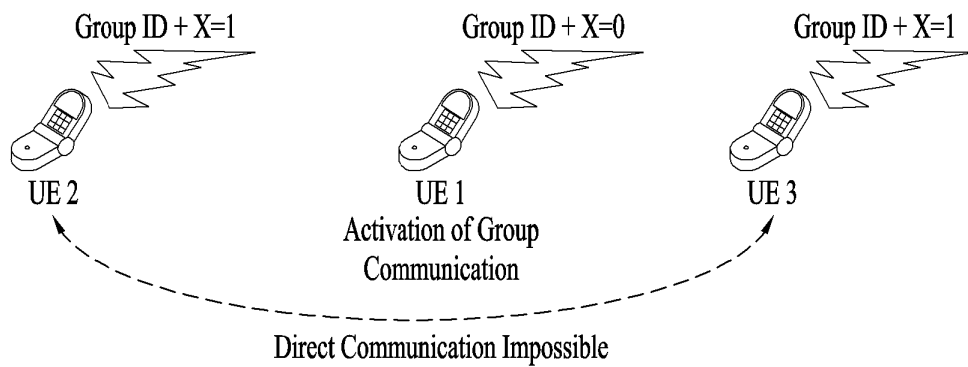 Group ID + X=1
Group ID + X=0
Group ID + X=1
UE 2
UE 1
UE 3
Activation of Group
Communication
Direct Communication Impossible